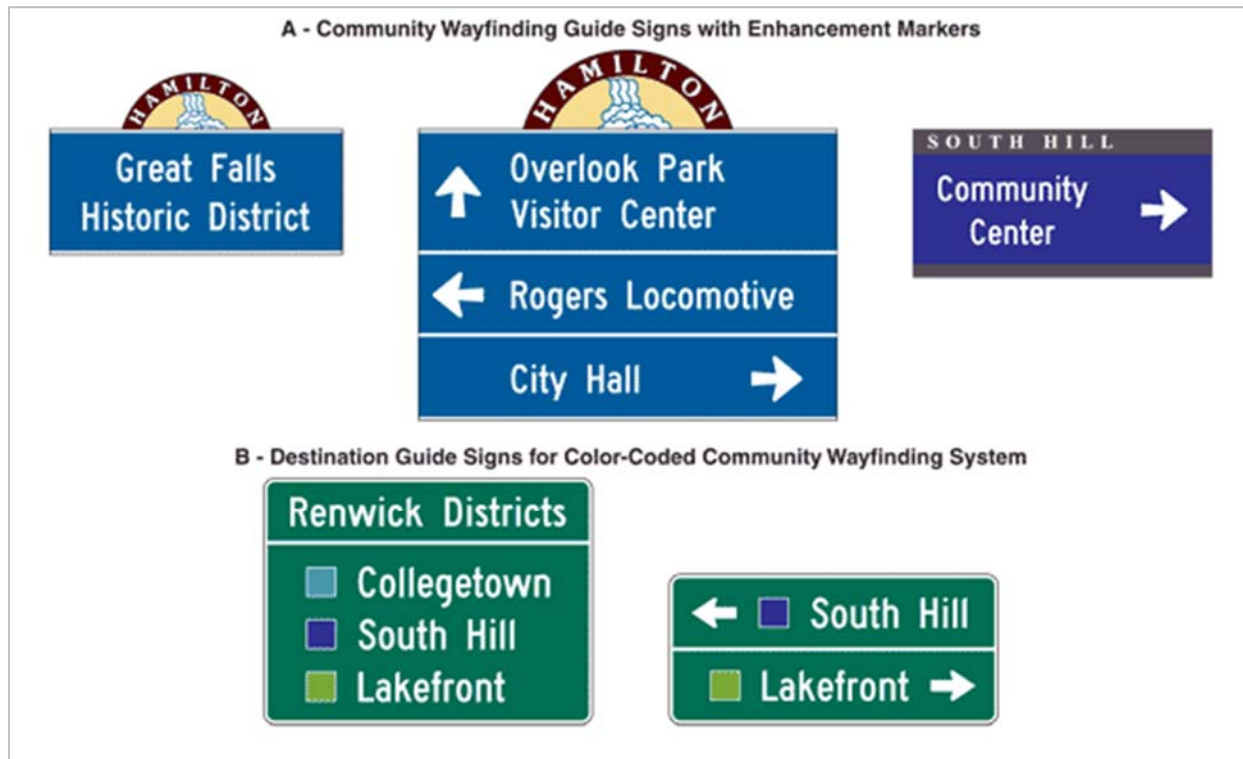 A - Community Wayfinding Guide Signs with Enhancement Markers
HAMILTON
Great Falls
Historic District
HAMILTON
Overlook Park
Visitor Center
Rogers Locomotive
City Hall
SOUTH HILL
Community
Center
B - Destination Guide Signs for Color-Coded Community Wayfinding System
Renwick Districts
Collegetown
South Hill
Lakefront
South Hill
Lakefront